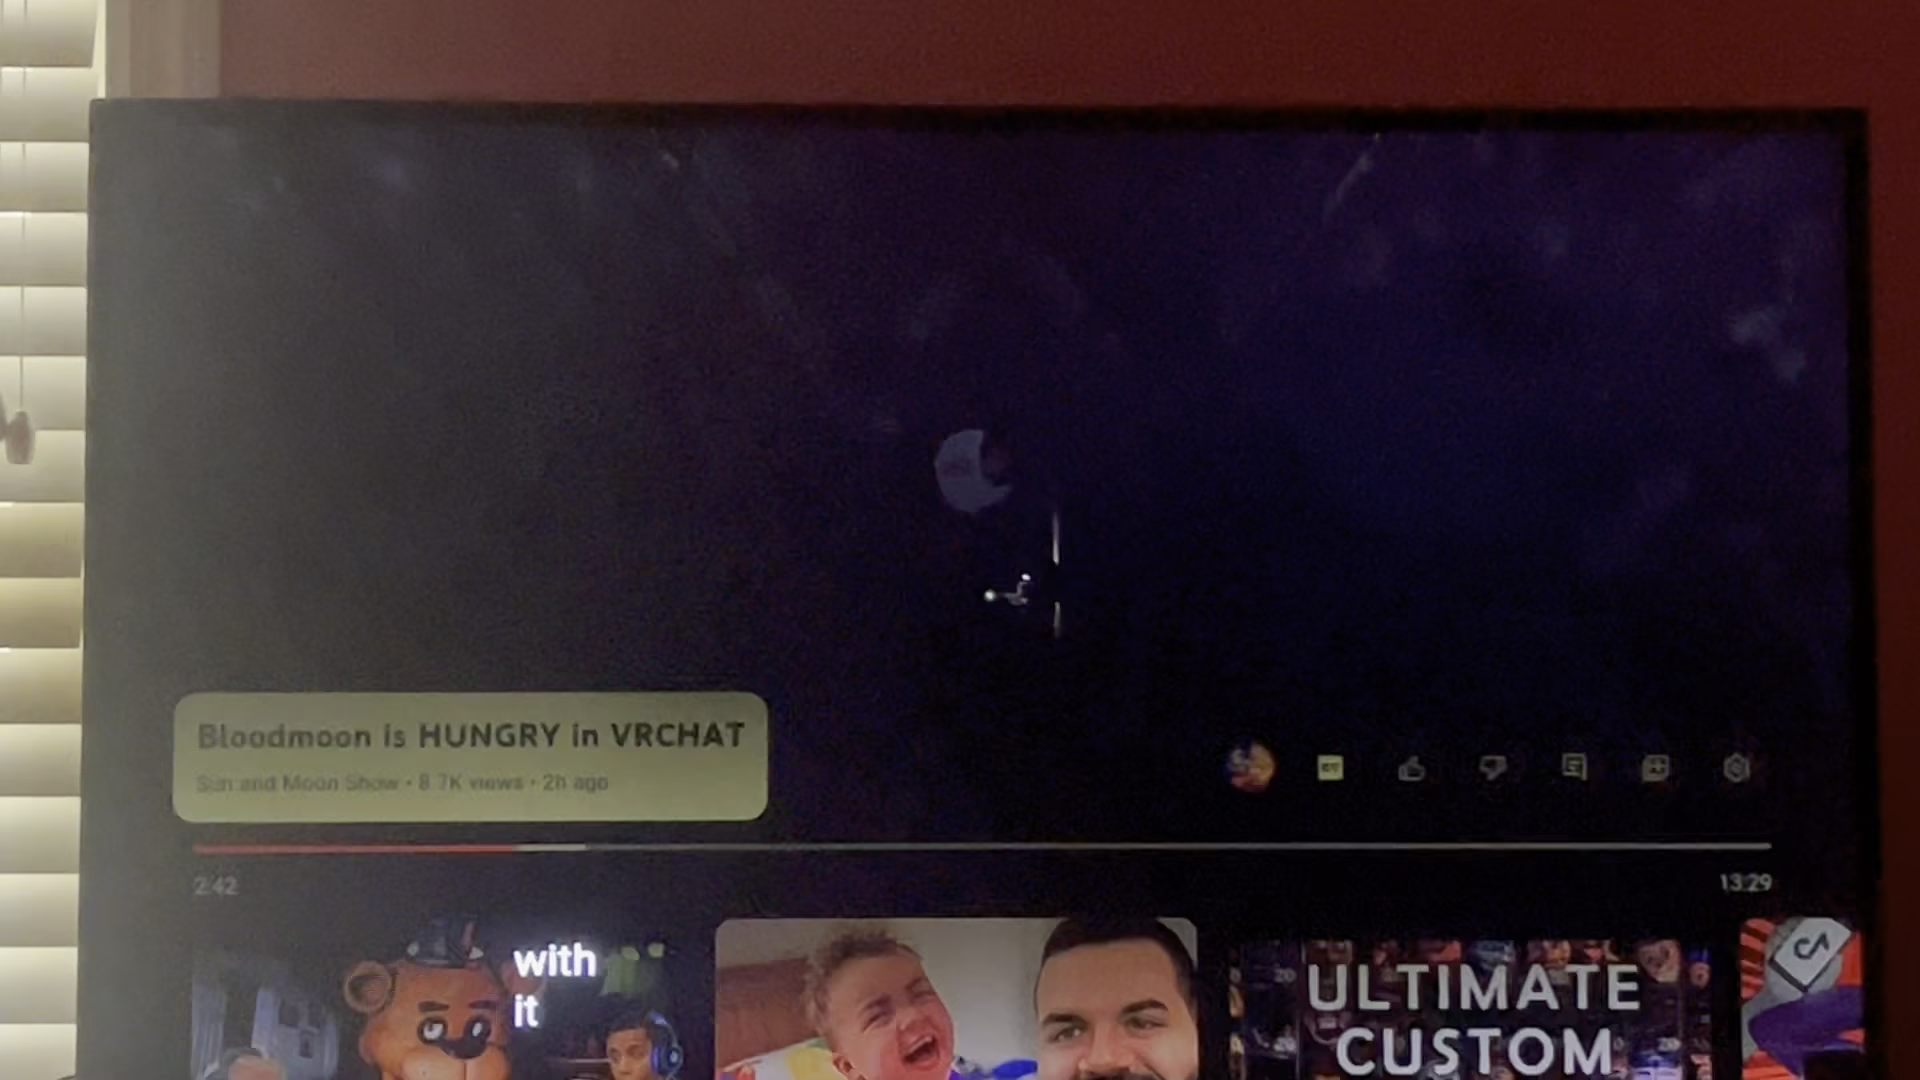 Bloodmoon is HUNGRY in VRCHAT
Sun and Moon Show • 8.7K views • 2h ago
2:42
13:29
with
it
ULTIMATE
CUSTOM